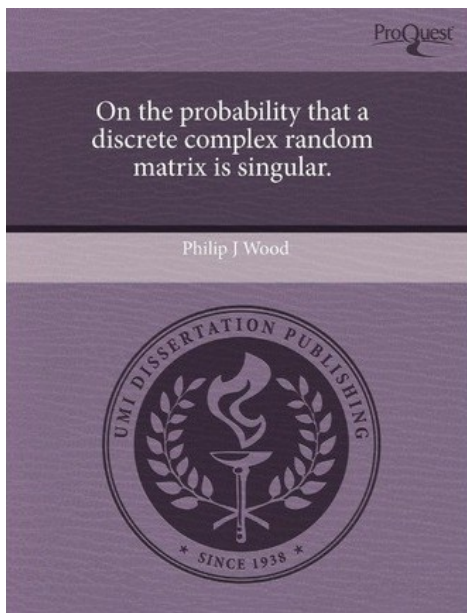 ProQuest
On the probability that a
discrete complex random
matrix is singular.
Philip J Wood
UMI DISSERTATION PUBLISHING
* SINCE 1938 *